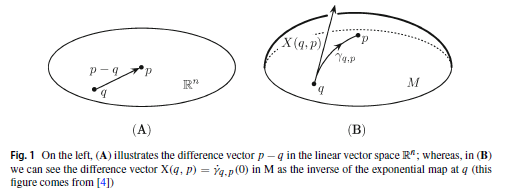 p − q
p
q
ℝⁿ
(A)
X(q, p)
p
γq,p
q
M
(B)
Fig. 1 On the left, (A) illustrates the difference vector p − q in the linear vector space ℝⁿ; whereas, in (B)
we can see the difference vector X(q, p) = γ̇q,p(0) in M as the inverse of the exponential map at q (this
figure comes from [4])